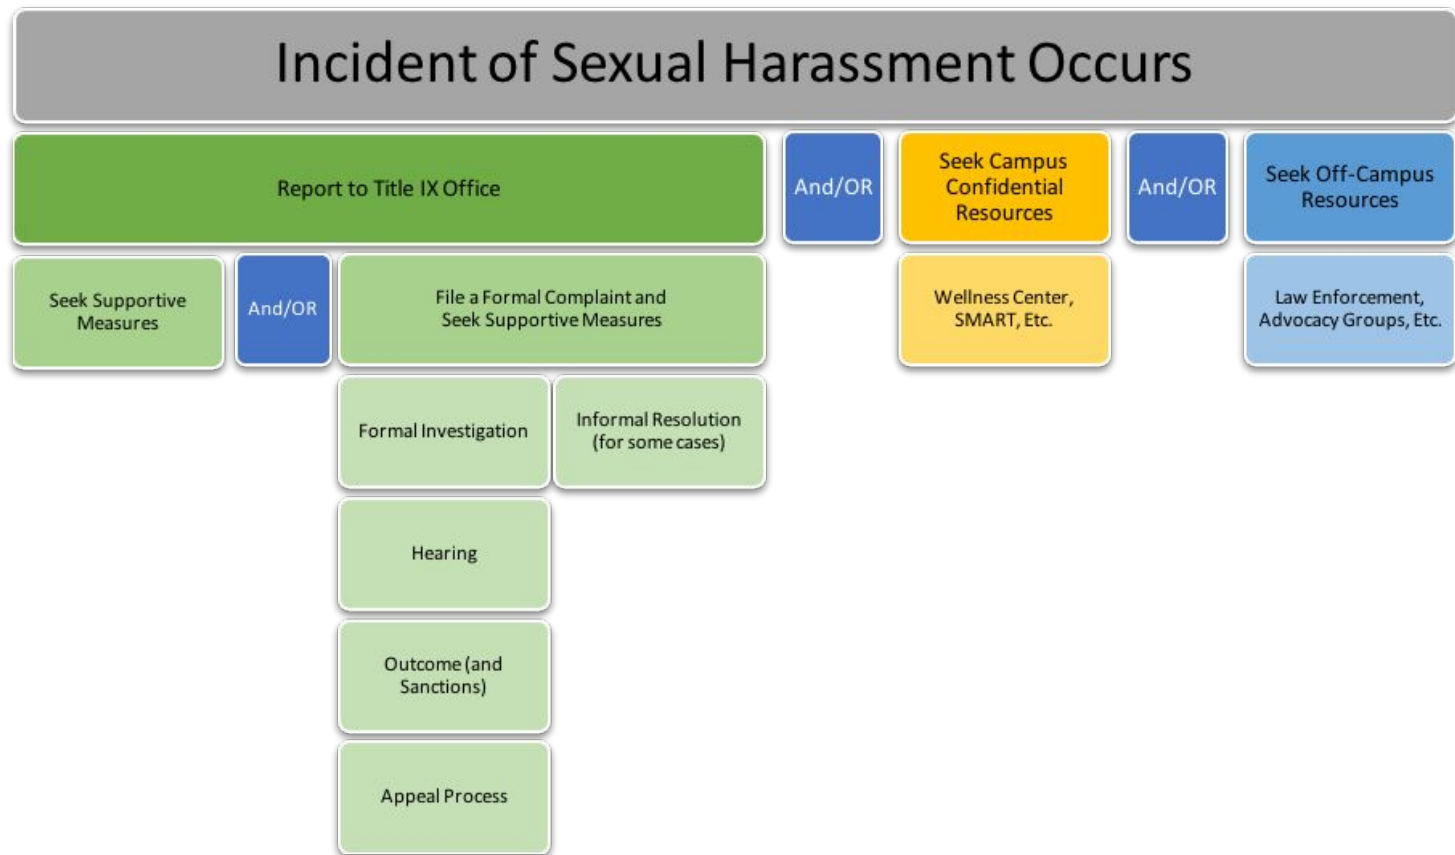 Incident of Sexual Harassment Occurs
Report to Title IX Office
And/OR
Seek Campus
Confidential
Resources
And/OR
Seek Off-Campus
Resources
Seek Supportive
Measures
And/OR
File a Formal Complaint and
Seek Supportive Measures
Wellness Center,
SMART, Etc.
Law Enforcement,
Advocacy Groups, Etc.
Formal Investigation
Informal Resolution
(for some cases)
Hearing
Outcome (and
Sanctions)
Appeal Process